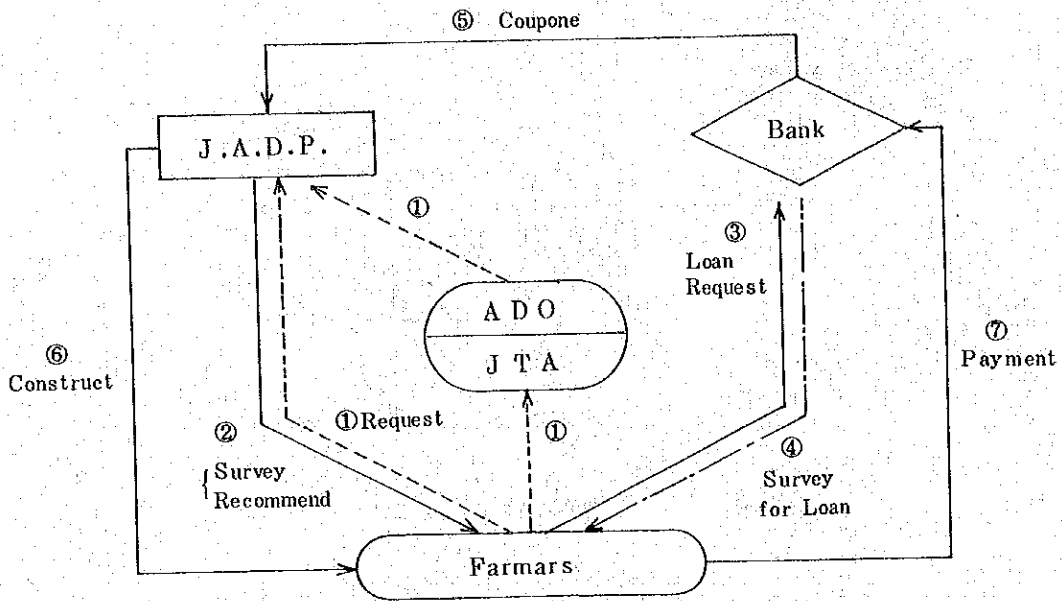 ⑤ Coupone
J.A.D.P.
Bank
①
③
Loan
Request
ADO
JTA
⑥
Construct
⑦
Payment
①Request
①
②
{Survey
Recommend
④
Survey
for Loan
Farmars